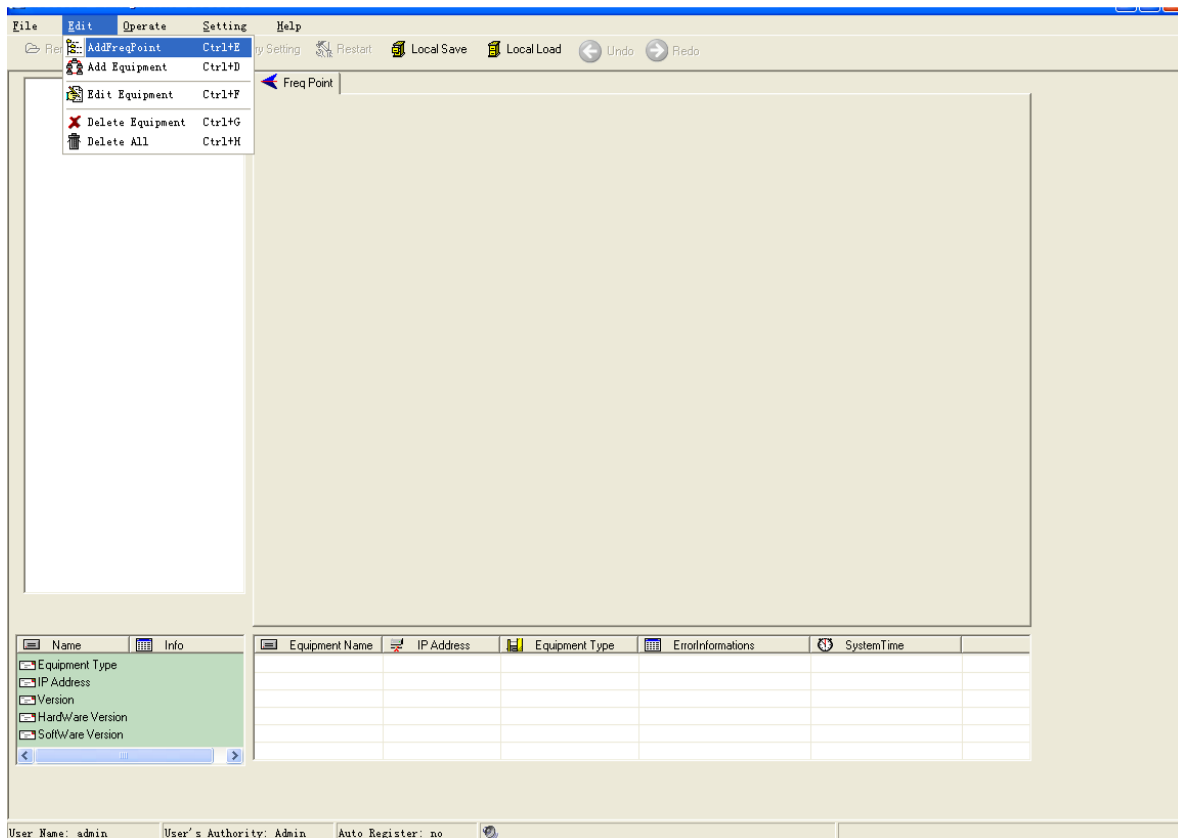 File Edit Operate Setting Help
AddFreqPoint Ctrl+E
Setting Restart Local Save Local Load Undo Redo
Add Equipment Ctrl+D
Edit Equipment Ctrl+F
Delete Equipment Ctrl+G
Delete All Ctrl+H
Freq Point
Name Info
Equipment Type
IP Address
Version
HardWare Version
SoftWare Version
Equipment Name IP Address Equipment Type ErrorInformations SystemTime
User Name: admin User's Authority: Admin Auto Register: no